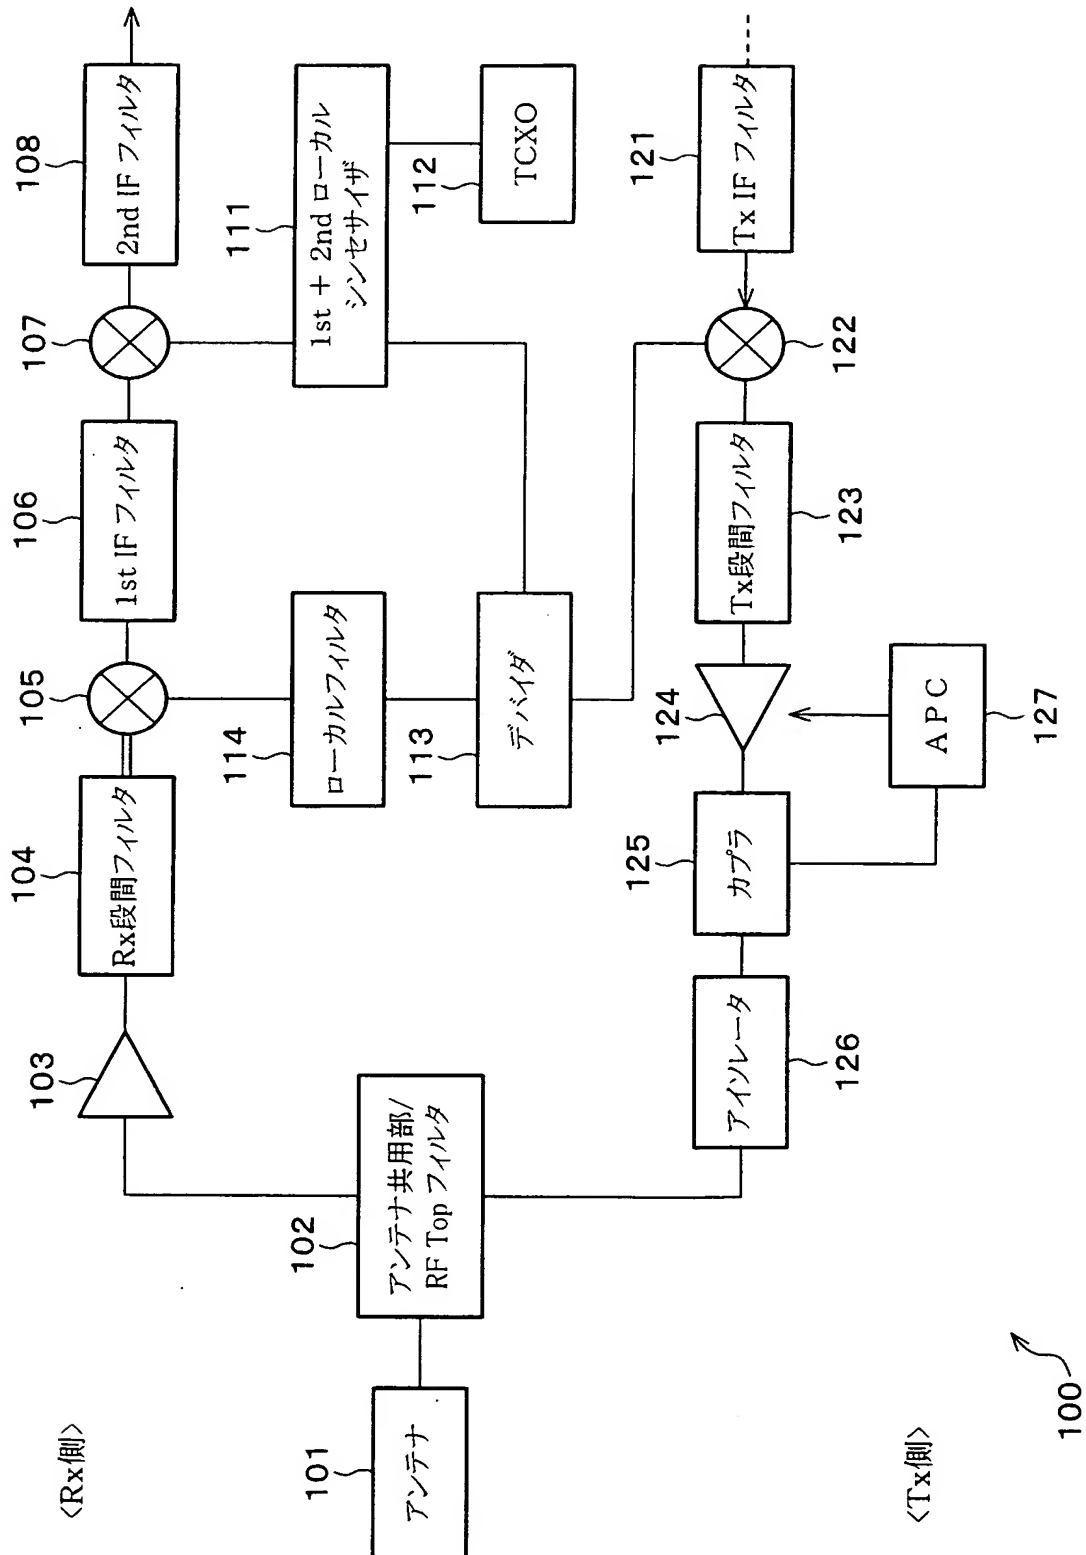 <Rx側>
101
アンテナ
102
アンテナ共用部/
RF Top フィルタ
103
104
Rx段間フィルタ
105
106
1st IF フィルタ
107
108
2nd IF フィルタ
111
1st + 2nd ローカル
シンセサイザ
112
TCXO
113
デバイダ
114
ローカルフィルタ
121
Tx IF フィルタ
122
123
Tx段間フィルタ
124
125
カプラ
126
アイソレータ
127
APC
<Tx側>
100